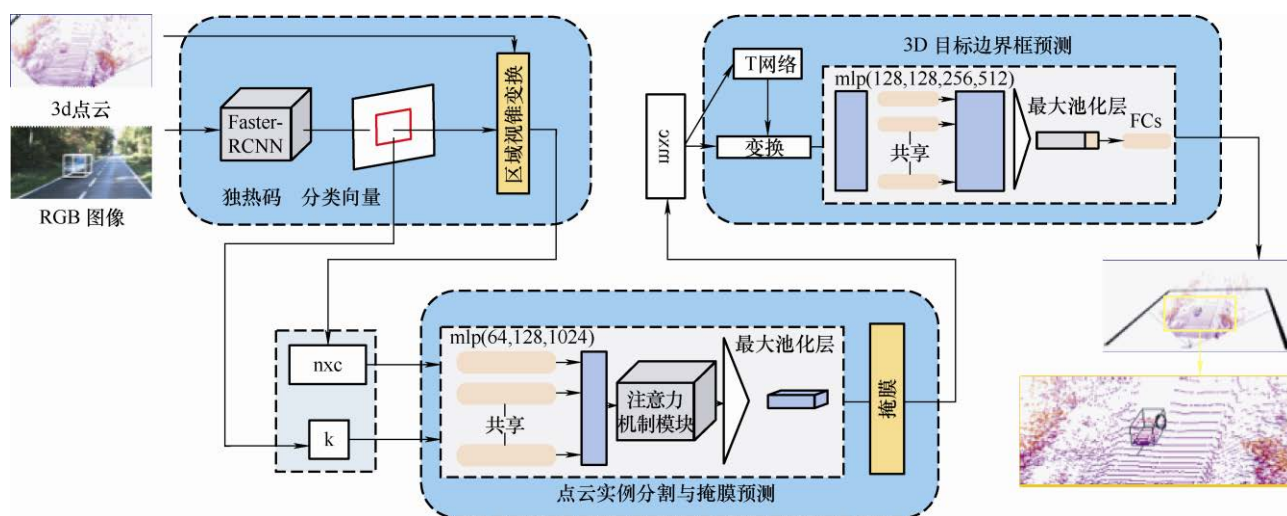 3d点云
RGB 图像
Faster-
RCNN
独热码
分类向量
区域视锥变换
nxc
k
mlp(64,128,1024)
共享
注意力
机制模块
最大池化层
掩膜
点云实例分割与掩膜预测
mxc
3D 目标边界框预测
T网络
变换
mlp(128,128,256,512)
共享
最大池化层
FCs